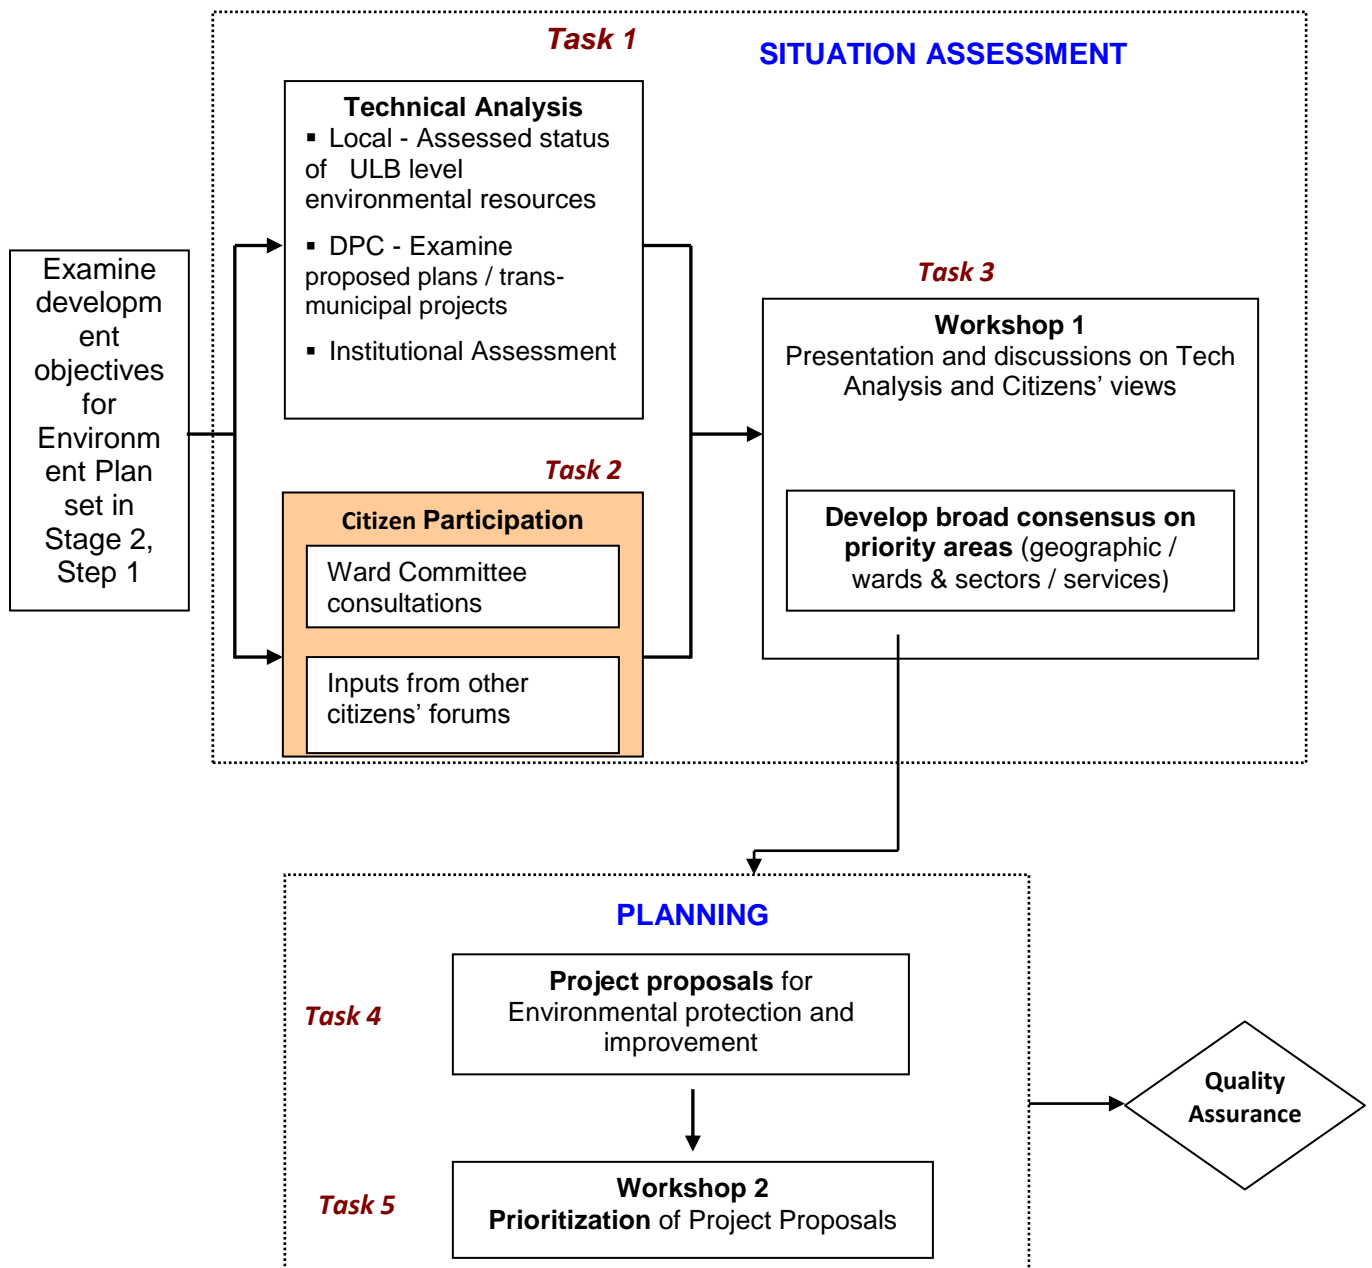 Task 1
SITUATION ASSESSMENT
Technical Analysis
▪ Local - Assessed status
of ULB level
environmental resources
▪ DPC - Examine
proposed plans / trans-
municipal projects
▪ Institutional Assessment
Examine
developm
ent
objectives
for
Environm
ent Plan
set in
Stage 2,
Step 1
Task 2
Citizen Participation
Ward Committee
consultations
Inputs from other
citizens’ forums
Task 3
Workshop 1
Presentation and discussions on Tech
Analysis and Citizens’ views
Develop broad consensus on
priority areas (geographic /
wards & sectors / services)
PLANNING
Task 4
Project proposals for
Environmental protection and
improvement
Quality
Assurance
Task 5
Workshop 2
Prioritization of Project Proposals